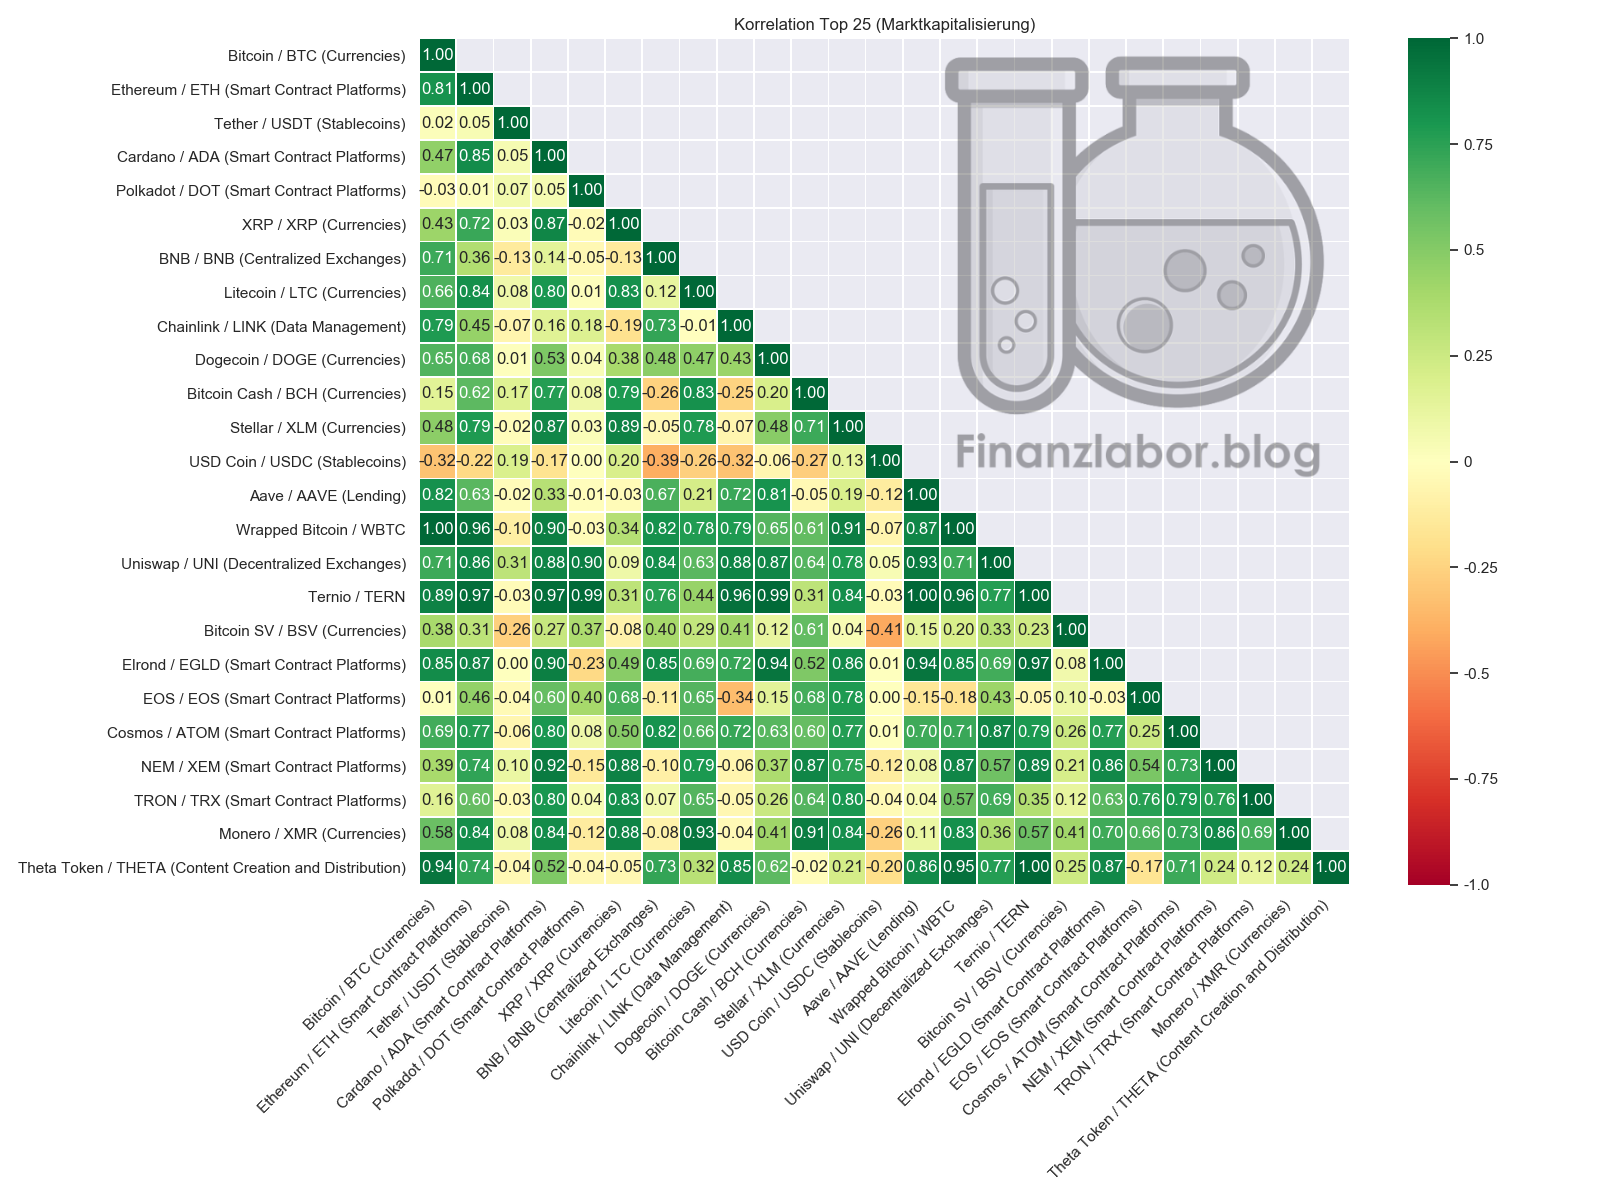 Korrelation Top 25 (Marktkapitalisierung)
Bitcoin / BTC (Currencies) 1.00
Ethereum / ETH (Smart Contract Platforms) 0.81 1.00
Tether / USDT (Stablecoins) 0.02 0.05 1.00
Cardano / ADA (Smart Contract Platforms) 0.47 0.85 0.05 1.00
Polkadot / DOT (Smart Contract Platforms) -0.03 0.01 0.07 0.05 1.00
XRP / XRP (Currencies) 0.43 0.72 0.03 0.87 -0.02 1.00
BNB / BNB (Centralized Exchanges) 0.71 0.36 -0.13 0.14 -0.05 -0.13 1.00
Litecoin / LTC (Currencies) 0.66 0.84 0.08 0.80 0.01 0.83 0.12 1.00
Chainlink / LINK (Data Management) 0.79 0.45 -0.07 0.16 0.18 -0.19 0.73 -0.01 1.00
Dogecoin / DOGE (Currencies) 0.65 0.68 0.01 0.53 0.04 0.38 0.48 0.47 0.43 1.00
Bitcoin Cash / BCH (Currencies) 0.15 0.62 0.17 0.77 0.08 0.79 -0.26 0.83 -0.25 0.20 1.00
Stellar / XLM (Currencies) 0.48 0.79 -0.02 0.87 0.03 0.89 -0.05 0.78 -0.07 0.48 0.71 1.00
USD Coin / USDC (Stablecoins) -0.32 -0.22 0.19 -0.17 0.00 0.20 -0.39 -0.26 -0.32 -0.06 -0.27 0.13 1.00
Aave / AAVE (Lending) 0.82 0.63 -0.02 0.33 -0.01 -0.03 0.67 0.21 0.72 0.81 -0.05 0.19 -0.12 1.00
Wrapped Bitcoin / WBTC 1.00 0.96 -0.10 0.90 -0.03 0.34 0.82 0.78 0.79 0.65 0.61 0.91 -0.07 0.87 1.00
Uniswap / UNI (Decentralized Exchanges) 0.71 0.86 0.31 0.88 0.90 0.09 0.84 0.63 0.88 0.87 0.64 0.78 0.05 0.93 0.71 1.00
Ternio / TERN 0.89 0.97 -0.03 0.97 0.99 0.31 0.76 0.44 0.96 0.99 0.31 0.84 -0.03 1.00 0.96 0.77 1.00
Bitcoin SV / BSV (Currencies) 0.38 0.31 -0.26 0.27 0.37 -0.08 0.40 0.29 0.41 0.12 0.61 0.04 -0.41 0.15 0.20 0.33 0.23 1.00
Elrond / EGLD (Smart Contract Platforms) 0.85 0.87 0.00 0.90 -0.23 0.49 0.85 0.69 0.72 0.94 0.52 0.86 0.01 0.94 0.85 0.69 0.97 0.08 1.00
EOS / EOS (Smart Contract Platforms) 0.01 0.46 -0.04 0.60 0.40 0.68 -0.11 0.65 -0.34 0.15 0.68 0.78 0.00 -0.15 -0.18 0.43 -0.05 0.10 -0.03 1.00
Cosmos / ATOM (Smart Contract Platforms) 0.69 0.77 -0.06 0.80 0.08 0.50 0.82 0.66 0.72 0.63 0.60 0.77 0.01 0.70 0.71 0.87 0.79 0.26 0.77 0.25 1.00
NEM / XEM (Smart Contract Platforms) 0.39 0.74 0.10 0.92 -0.15 0.88 -0.10 0.79 -0.06 0.37 0.87 0.75 -0.12 0.08 0.87 0.57 0.89 0.21 0.86 0.54 0.73 1.00
TRON / TRX (Smart Contract Platforms) 0.16 0.60 -0.03 0.80 0.04 0.83 0.07 0.65 -0.05 0.26 0.64 0.80 -0.04 0.04 0.57 0.69 0.35 0.12 0.63 0.76 0.79 0.76 1.00
Monero / XMR (Currencies) 0.58 0.84 0.08 0.84 -0.12 0.88 -0.08 0.93 -0.04 0.41 0.91 0.84 -0.26 0.11 0.83 0.36 0.57 0.41 0.70 0.66 0.73 0.86 0.69 1.00
Theta Token / THETA (Content Creation and Distribution) 0.94 0.74 -0.04 0.52 -0.04 -0.05 0.73 0.32 0.85 0.62 -0.02 0.21 -0.20 0.86 0.95 0.77 1.00 0.25 0.87 -0.17 0.71 0.24 0.12 0.24 1.00
Finanzlabor.blog
1.0
0.75
0.5
0.25
0
-0.25
-0.5
-0.75
-1.0
Bitcoin / BTC (Currencies)
Ethereum / ETH (Smart Contract Platforms)
Tether / USDT (Stablecoins)
Cardano / ADA (Smart Contract Platforms)
Polkadot / DOT (Smart Contract Platforms)
XRP / XRP (Currencies)
BNB / BNB (Centralized Exchanges)
Litecoin / LTC (Currencies)
Chainlink / LINK (Data Management)
Dogecoin / DOGE (Currencies)
Bitcoin Cash / BCH (Currencies)
Stellar / XLM (Currencies)
USD Coin / USDC (Stablecoins)
Aave / AAVE (Lending)
Wrapped Bitcoin / WBTC
Uniswap / UNI (Decentralized Exchanges)
Ternio / TERN
Bitcoin SV / BSV (Currencies)
Elrond / EGLD (Smart Contract Platforms)
EOS / EOS (Smart Contract Platforms)
Cosmos / ATOM (Smart Contract Platforms)
NEM / XEM (Smart Contract Platforms)
TRON / TRX (Smart Contract Platforms)
Monero / XMR (Currencies)
Theta Token / THETA (Content Creation and Distribution)